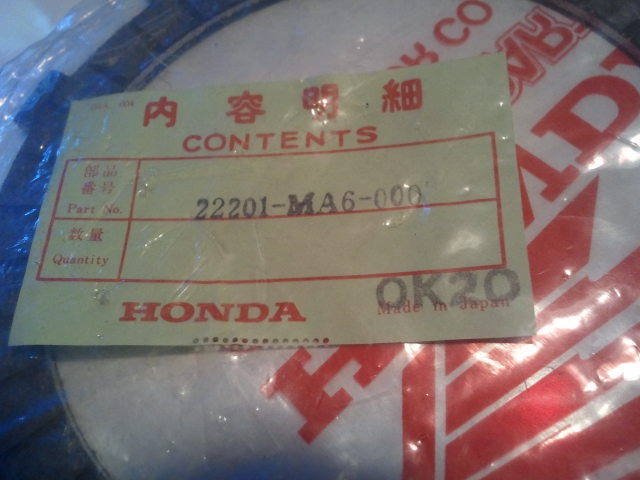 内容明細
CONTENTS
部品
番号
Part No.
22201-MA6-000
数量
Quantity
HONDA
OK20
Made in Japan